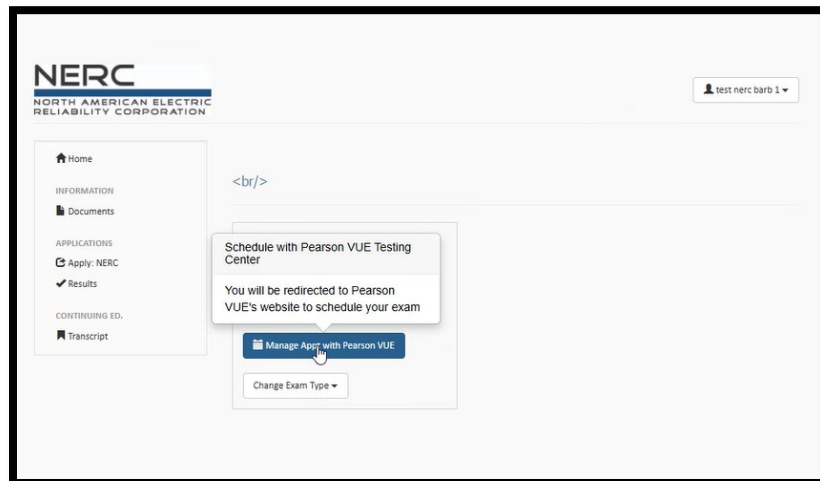 NERC
NORTH AMERICAN ELECTRIC
RELIABILITY CORPORATION
test nerc barb 1
Home
INFORMATION
Documents
APPLICATIONS
Apply: NERC
Results
CONTINUING ED.
Transcript
<br/>
Schedule with Pearson VUE Testing
Center
You will be redirected to Pearson
VUE's website to schedule your exam
Manage Appt with Pearson VUE
Change Exam Type